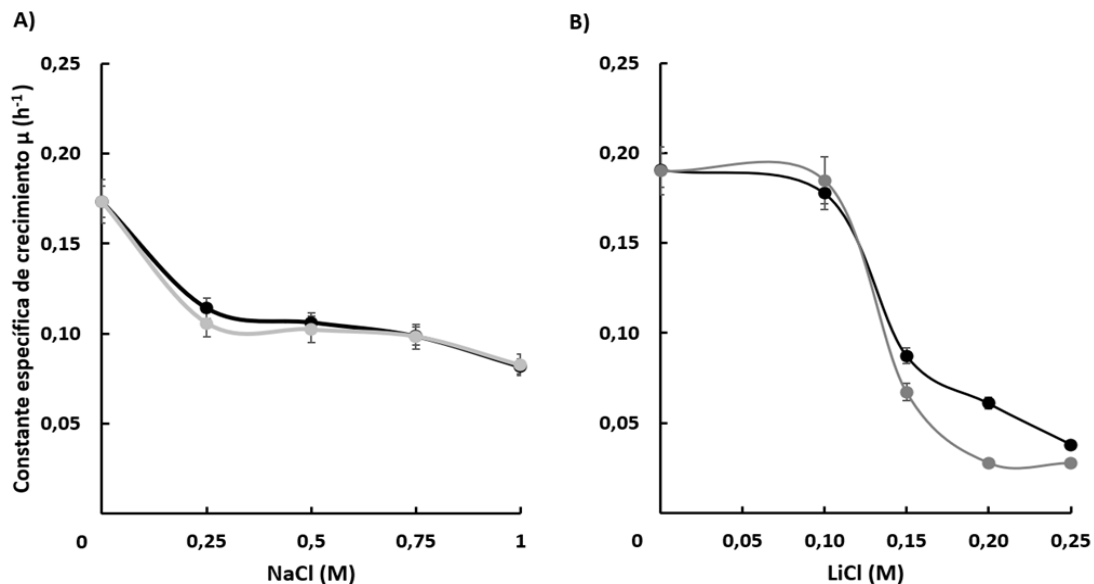 A)
Constante específica de crecimiento µ (h⁻¹)
0,25
0,20
0,15
0,10
0,05
0 0,25 0,5 0,75 1
NaCl (M)
B)
0,25
0,20
0,15
0,10
0,05
0 0,05 0,10 0,15 0,20 0,25
LiCl (M)